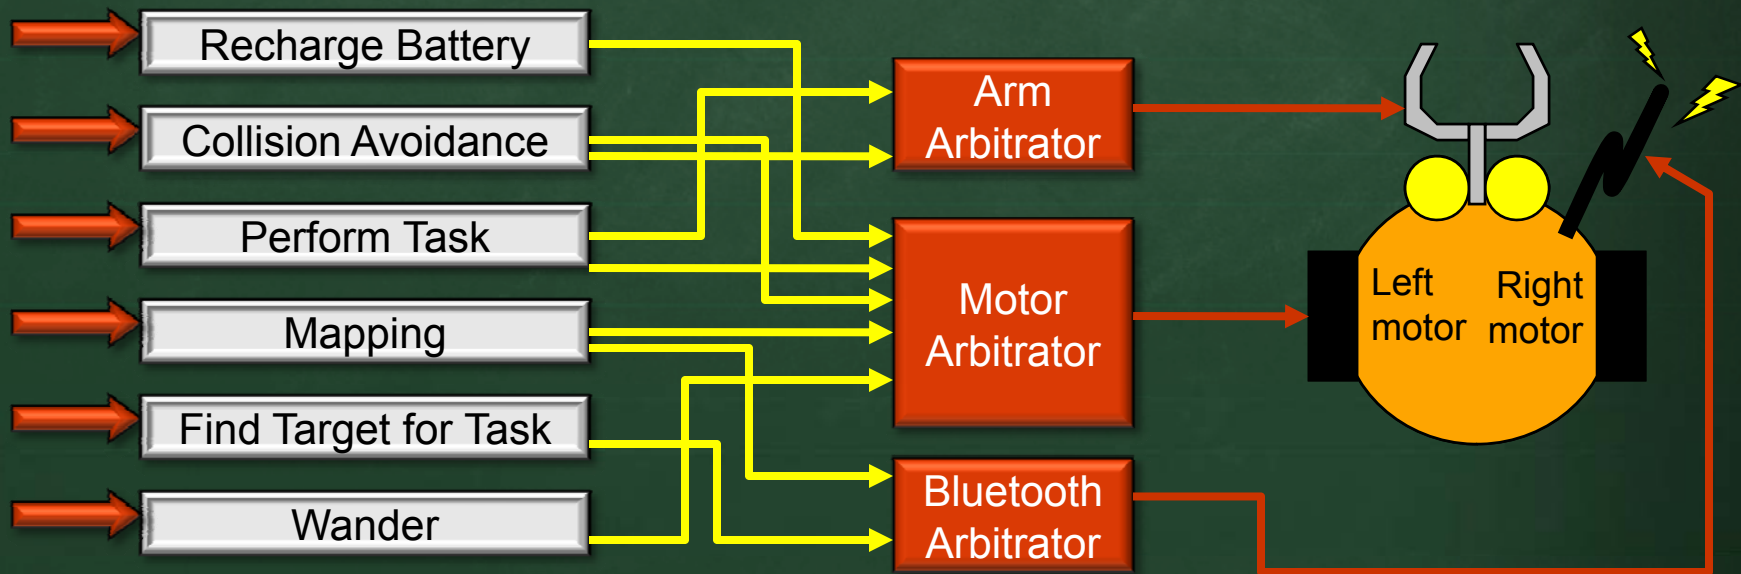 Recharge Battery
Collision Avoidance
Perform Task
Mapping
Find Target for Task
Wander
Arm
Arbitrator
Motor
Arbitrator
Bluetooth
Arbitrator
Left
motor
Right
motor